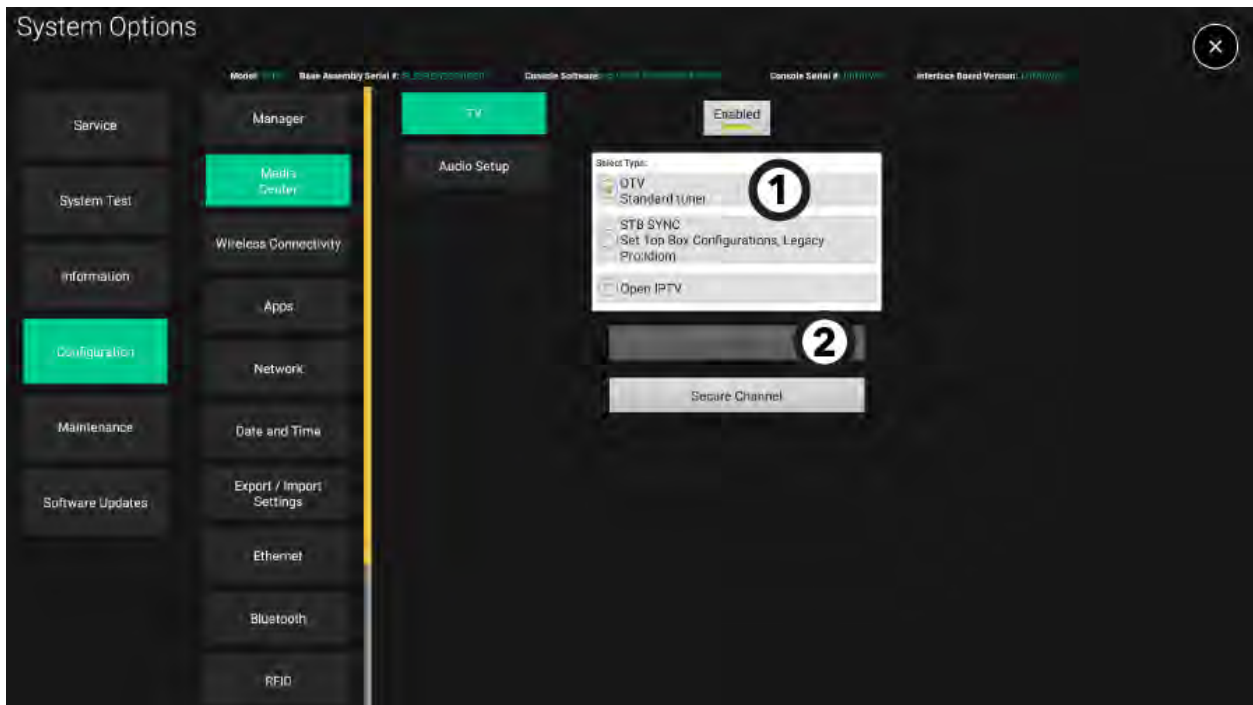 System Options
Model: Base Assembly Serial #: Console Software: Console Serial #: Interface Board Version:
Service
System Test
Information
Configuration
Maintenance
Software Updates
Manager
Media
Center
Wireless Connectivity
Apps
Network
Date and Time
Export / Import
Settings
Ethernet
Bluetooth
RFID
TV
Audio Setup
Enabled
Select Type:
DTV
Standard tuner
1
STB SYNC
Set Top Box Configurations, Legacy
Pro:Idiom
Open IPTV
2
Secure Channel